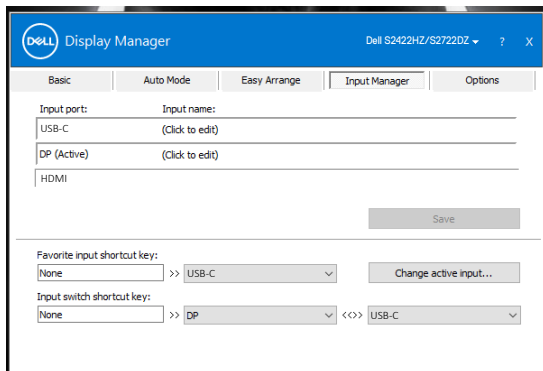 DELL Display Manager Dell S2422HZ/S2722DZ ? X
Basic Auto Mode Easy Arrange Input Manager Options
Input port: Input name:
USB-C (Click to edit)
DP (Active) (Click to edit)
HDMI
Save
Favorite input shortcut key:
None >> USB-C Change active input...
Input switch shortcut key:
None >> DP <<>> USB-C